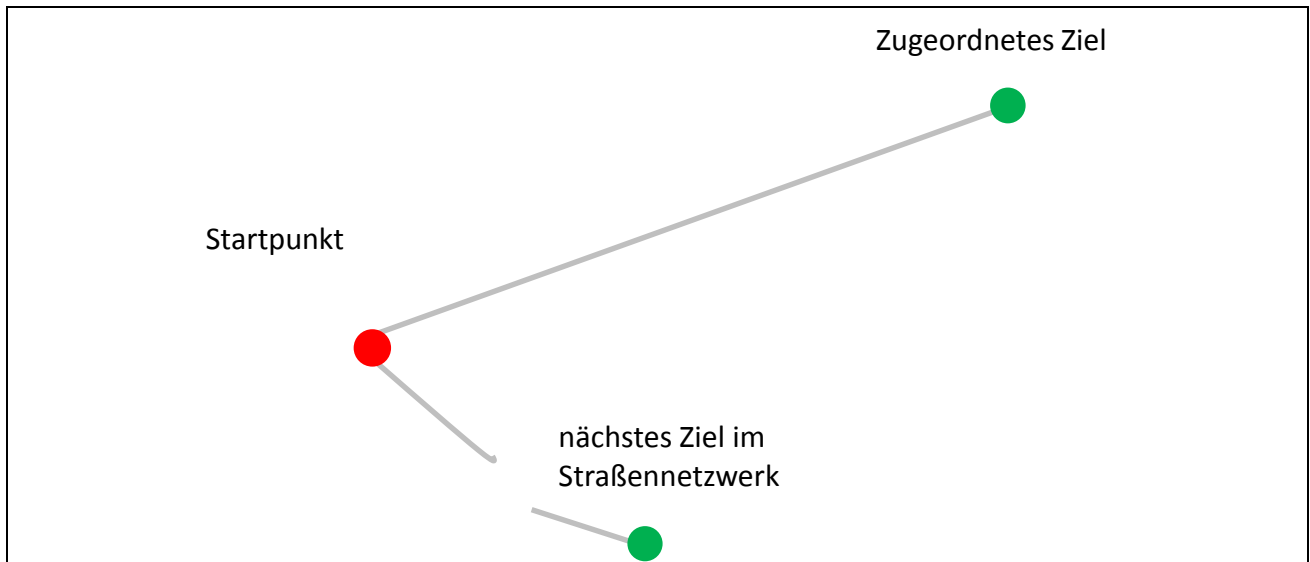 Zugeordnetes Ziel
Startpunkt
nächstes Ziel im
Straßennetzwerk